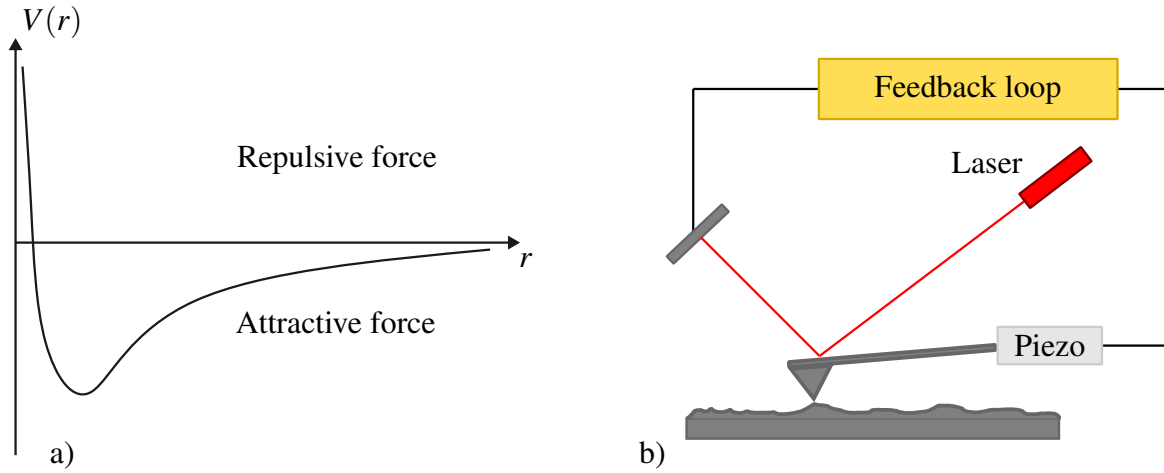 V(r)
Repulsive force
r
Attractive force
a)
Feedback loop
Laser
Piezo
b)